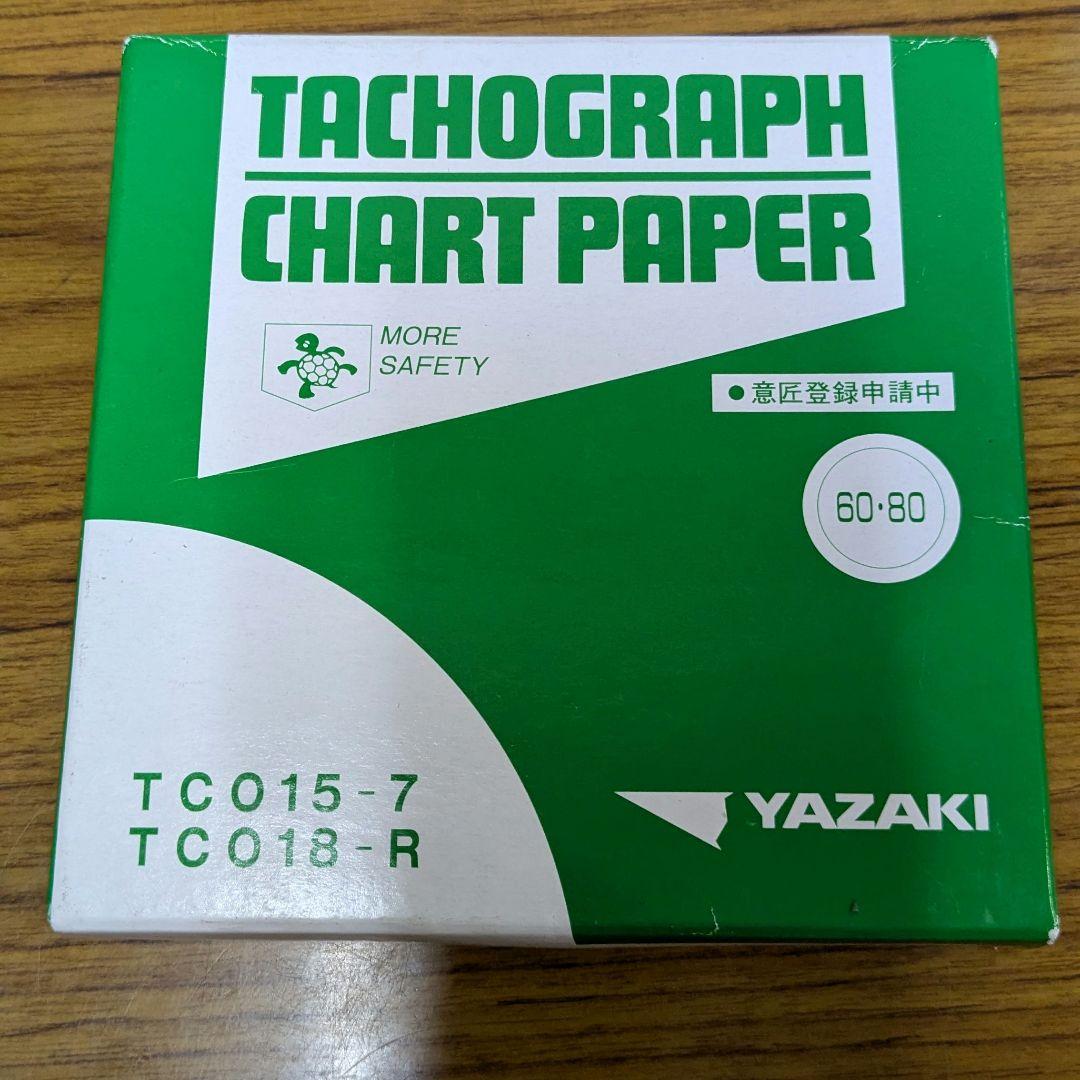 TACHOGRAPH
CHART PAPER
MORE
SAFETY
●意匠登録申請中
60・80
TCO15-7
TCO18-R
YAZAKI